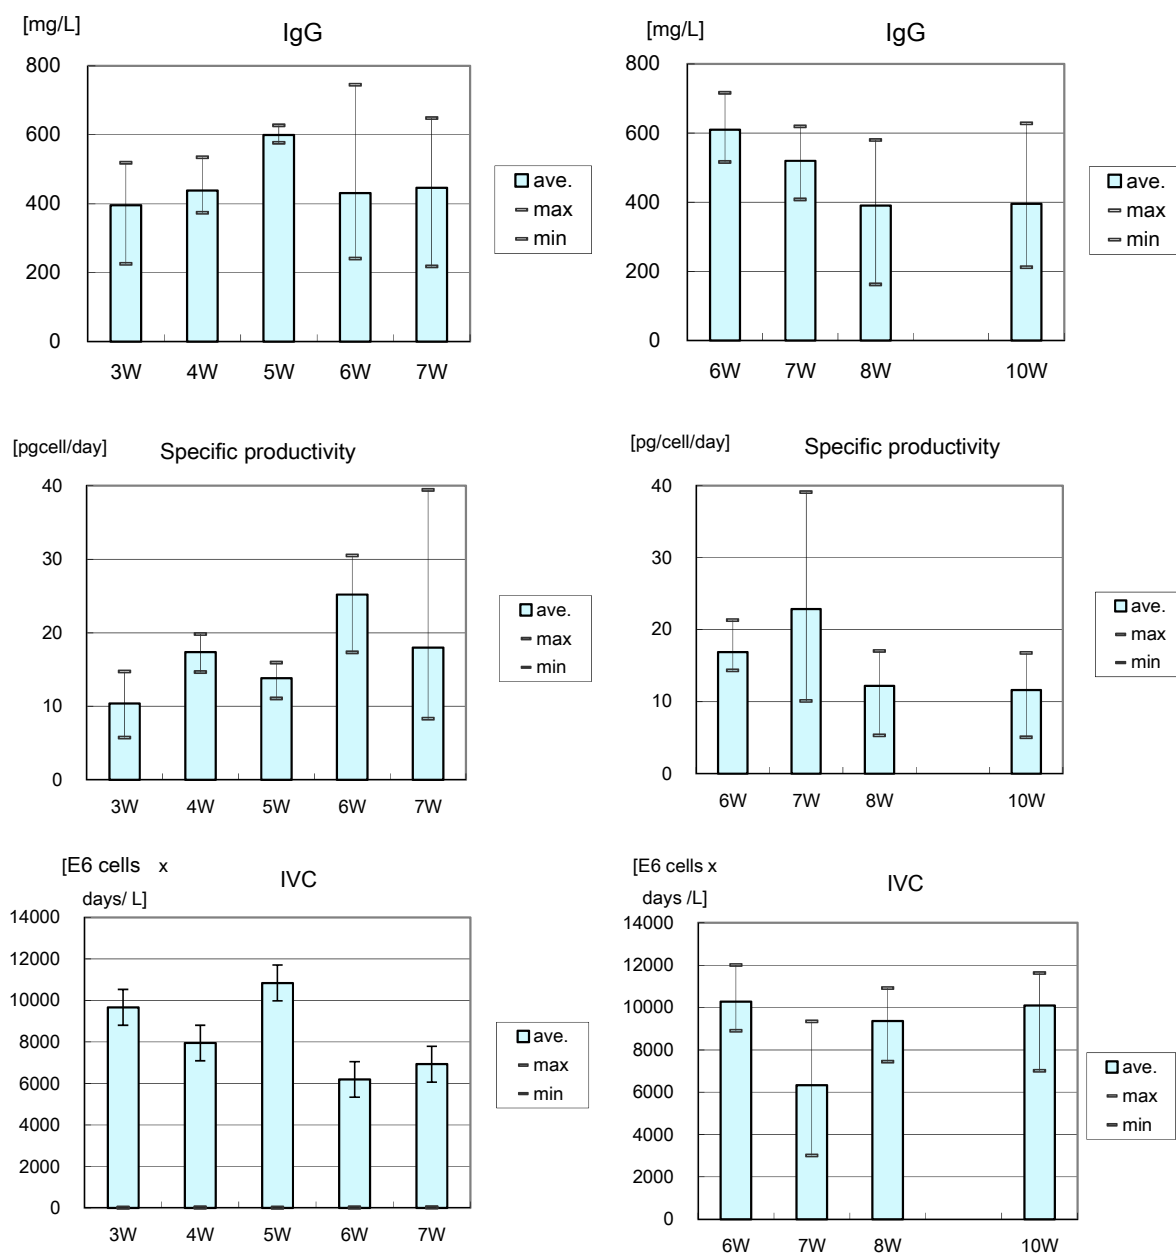 [mg/L]
IgG
800
600
400
200
0
3W 4W 5W 6W 7W
ave.
max
min
[mg/L]
IgG
800
600
400
200
0
6W 7W 8W 10W
ave.
max
min
[pgcell/day]
Specific productivity
40
30
20
10
0
3W 4W 5W 6W 7W
ave.
max
min
[pg/cell/day]
Specific productivity
40
30
20
10
0
6W 7W 8W 10W
ave.
max
min
[E6 cells x
days/ L]
IVC
14000
12000
10000
8000
6000
4000
2000
0
3W 4W 5W 6W 7W
ave.
max
min
[E6 cells x
days /L]
IVC
14000
12000
10000
8000
6000
4000
2000
0
6W 7W 8W 10W
ave.
max
min